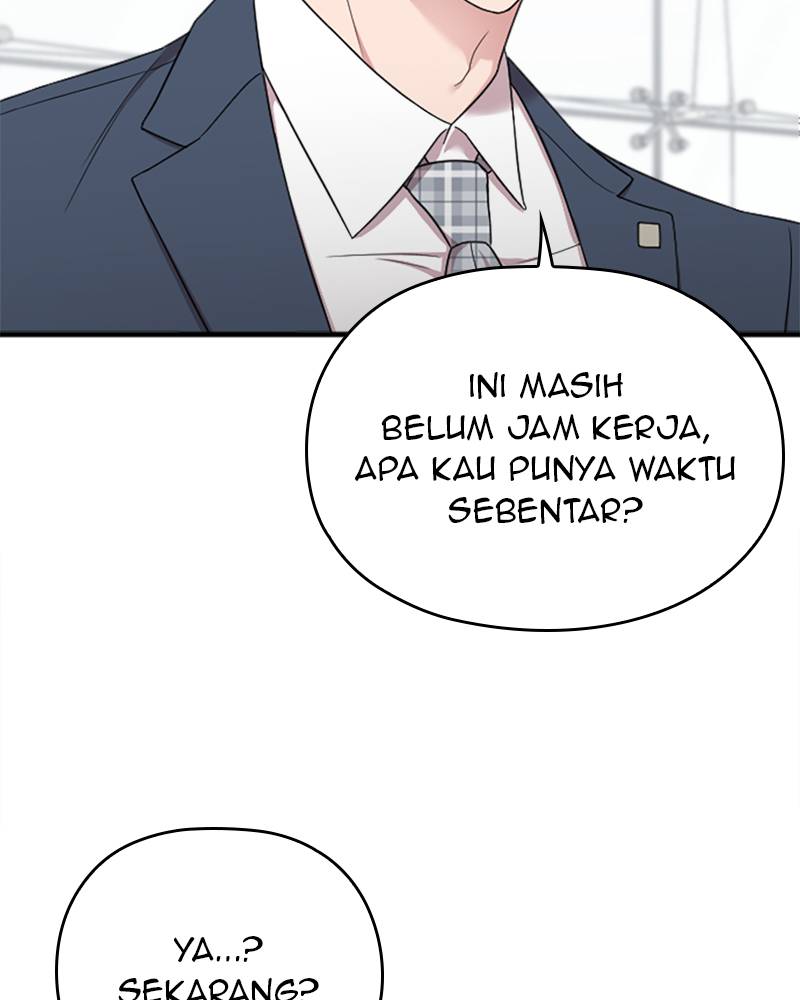 INI MASIH
BELUM JAM KERJA,
APA KAU PUNYA WAKTU
SEBENTAR?
YA...?
SEKARANG?